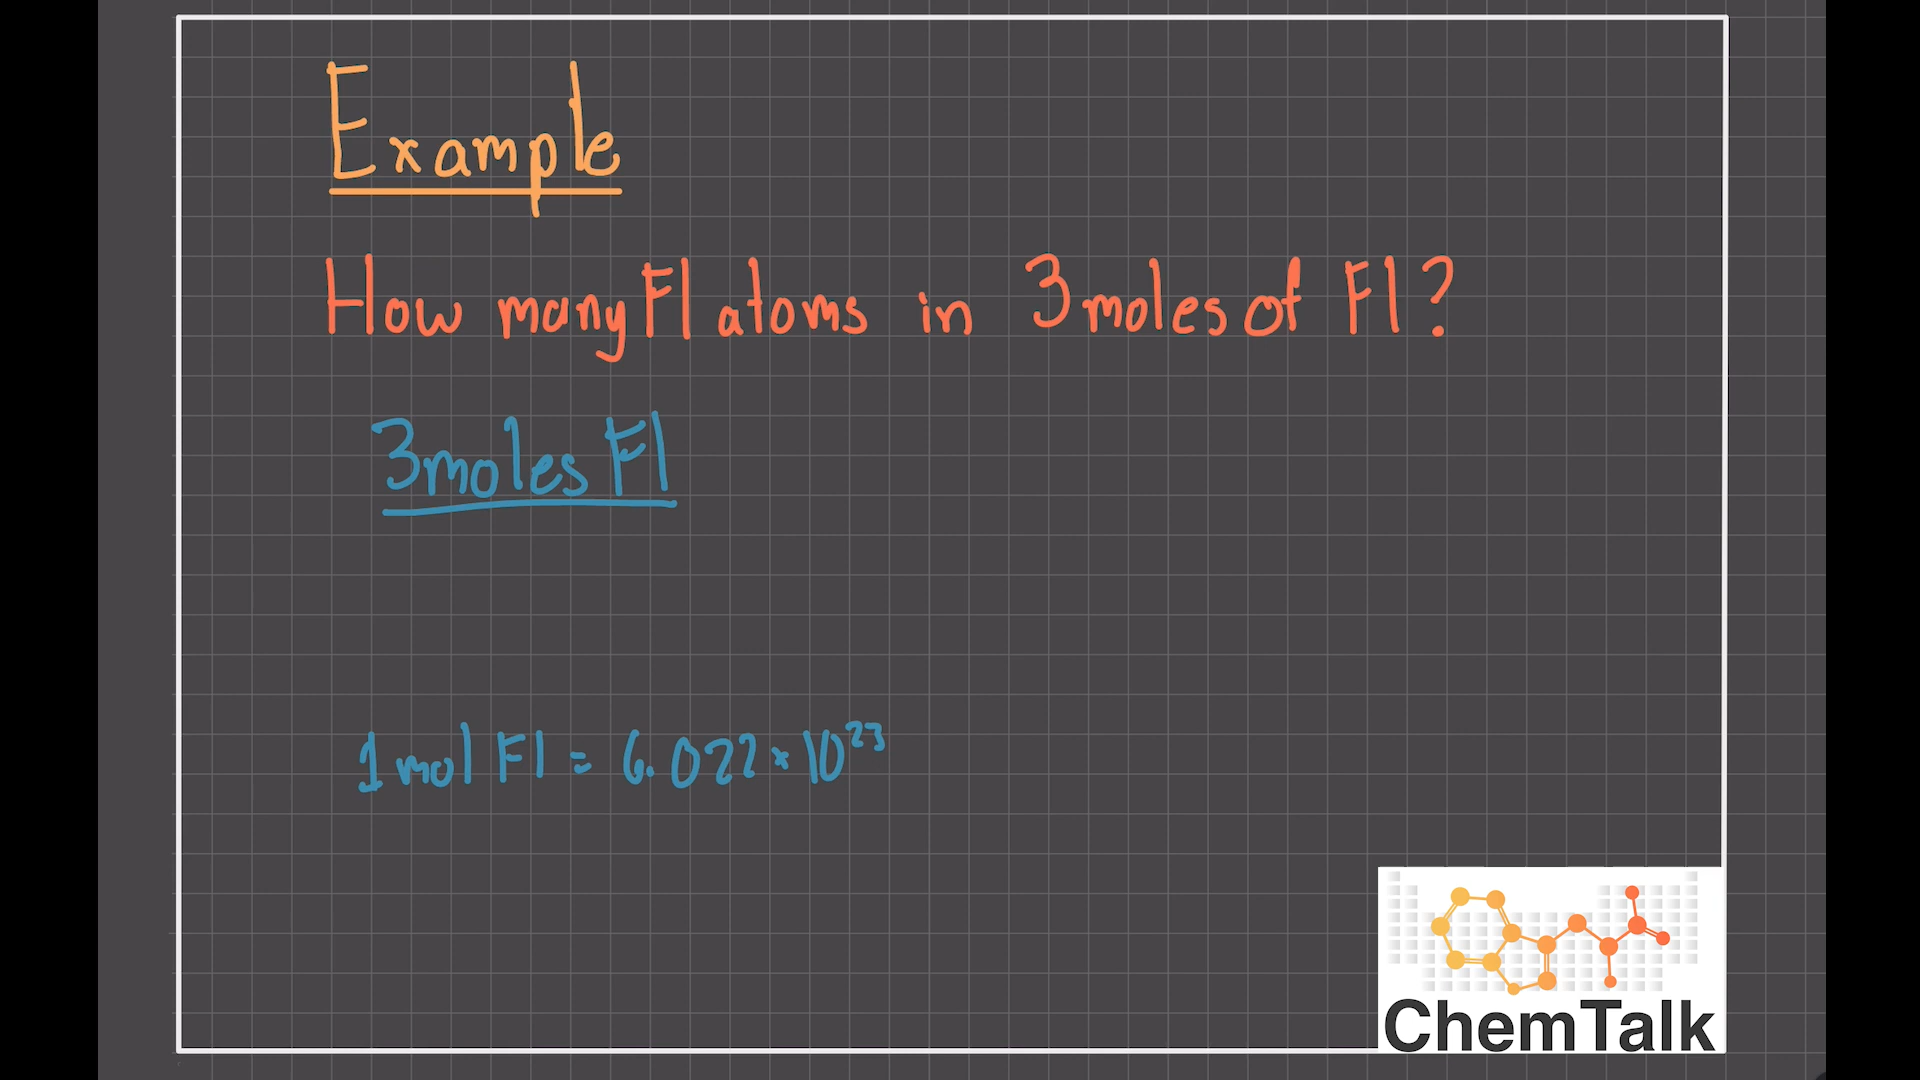 Example
How many Fl atoms in 3 moles of Fl?
3 moles Fl
1 mol Fl = 6.022 × 10²³
ChemTalk